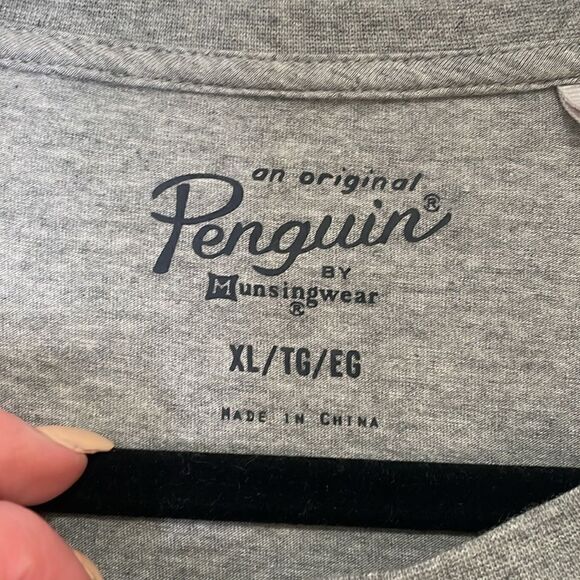 an original
Penguin®
BY
Munsingwear
®
XL/TG/EG
MADE IN CHINA